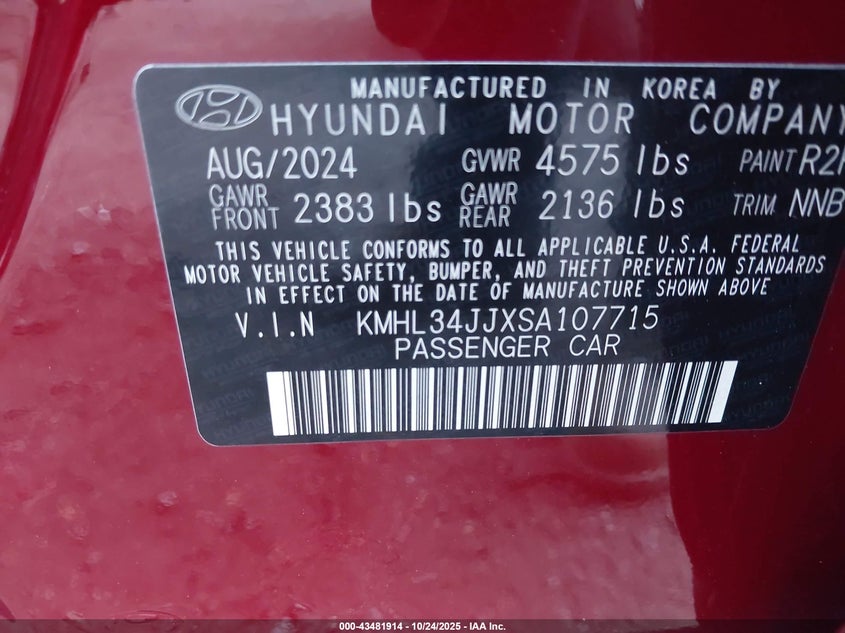 MANUFACTURED IN KOREA BY
HYUNDAI MOTOR COMPANY
AUG/2024 GVWR 4575 lbs PAINT R2
GAWR FRONT 2383 lbs GAWR REAR 2136 lbs TRIM NNB
THIS VEHICLE CONFORMS TO ALL APPLICABLE U.S.A. FEDERAL
MOTOR VEHICLE SAFETY, BUMPER, AND THEFT PREVENTION STANDARDS
IN EFFECT ON THE DATE OF MANUFACTURE SHOWN ABOVE
V.I.N KMHL34JJXSA107715
PASSENGER CAR
000-43481914 - 10/24/2025 - IAA Inc.